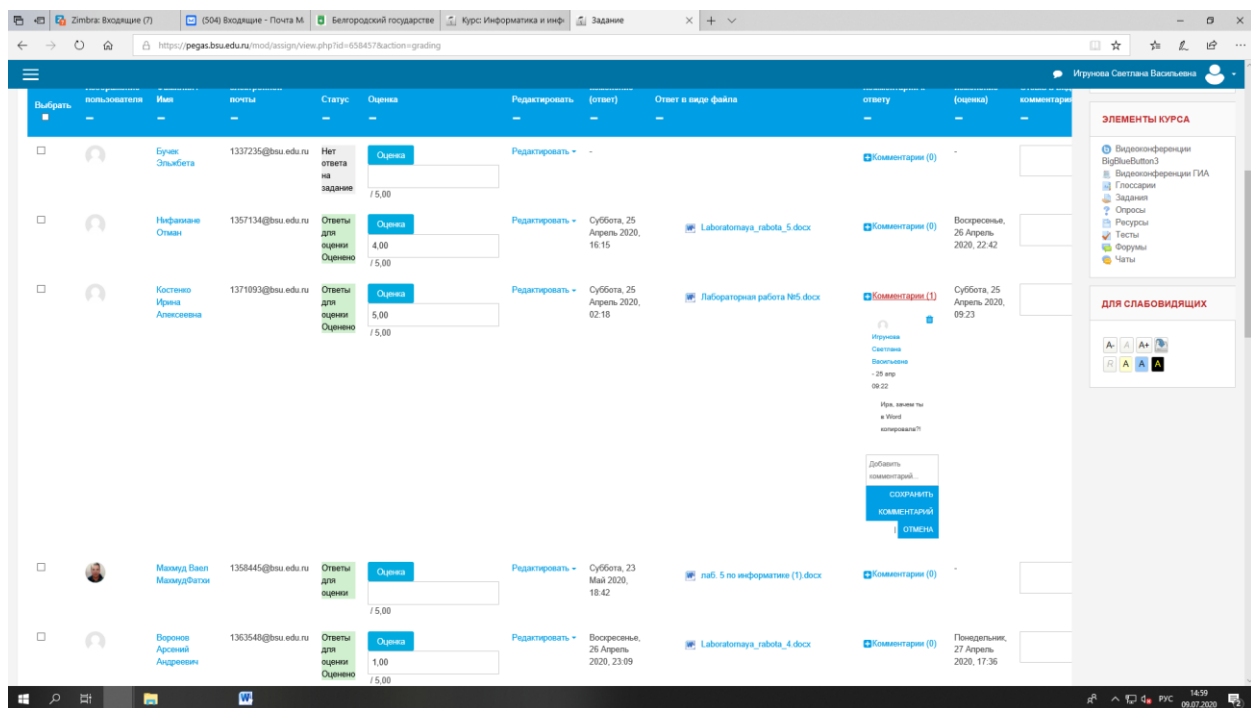 Zimbra: Входящие (7)
(504) Входящие - Почта M
Белгородский государстве
Курс: Информатика и инф
Задание
https://pegas.bsu.edu.ru/mod/assign/view.php?id=658457&action=grading
Игрунова Светлана Васильевна
Выбрать
пользователя
Имя
почты
Статус
Оценка
Редактировать
(ответ)
Ответ в виде файла
ответу
(оценка)
комментария
Бучек
Эльжбета
1337235@bsu.edu.ru
Нет
ответа
на
задание
Оценка
/ 5,00
Редактировать
-
Комментарии (0)
-
Нифакиане
Отман
1357134@bsu.edu.ru
Ответы
для
оценки
Оценено
Оценка
4,00
/ 5,00
Редактировать
Суббота, 25
Апрель 2020,
16:15
Laboratornaya_rabota_5.docx
Комментарии (0)
Воскресенье,
26 Апрель
2020, 22:42
Костенко
Ирина
Алексеевна
1371093@bsu.edu.ru
Ответы
для
оценки
Оценено
Оценка
5,00
/ 5,00
Редактировать
Суббота, 25
Апрель 2020,
02:18
Лабораторная работа №5.docx
Комментарии (1)
Игрунова
Светлана
Васильевна
- 25 апр
09:22
Ира, зачем ты
в Word
копировала?!
Добавить
комментарий...
СОХРАНИТЬ
КОММЕНТАРИЙ
|
ОТМЕНА
Суббота, 25
Апрель 2020,
09:23
Махмуд Ваел
МахмудФатхи
1358445@bsu.edu.ru
Ответы
для
оценки
Оценка
/ 5,00
Редактировать
Суббота, 23
Май 2020,
18:42
лаб. 5 по информатике (1).docx
Комментарии (0)
-
Воронов
Арсений
Андреевич
1363548@bsu.edu.ru
Ответы
для
оценки
Оценено
Оценка
1,00
/ 5,00
Редактировать
Воскресенье,
26 Апрель
2020, 23:09
Laboratornaya_rabota_4.docx
Комментарии (0)
Понедельник,
27 Апрель
2020, 17:36
ЭЛЕМЕНТЫ КУРСА
Видеоконференции
BigBlueButton3
Видеоконференции ГИА
Глоссарии
Задания
Опросы
Ресурсы
Тесты
Форумы
Чаты
ДЛЯ СЛАБОВИДЯЩИХ
A- A A+
R A A A
РУС
14:59
09.07.2020